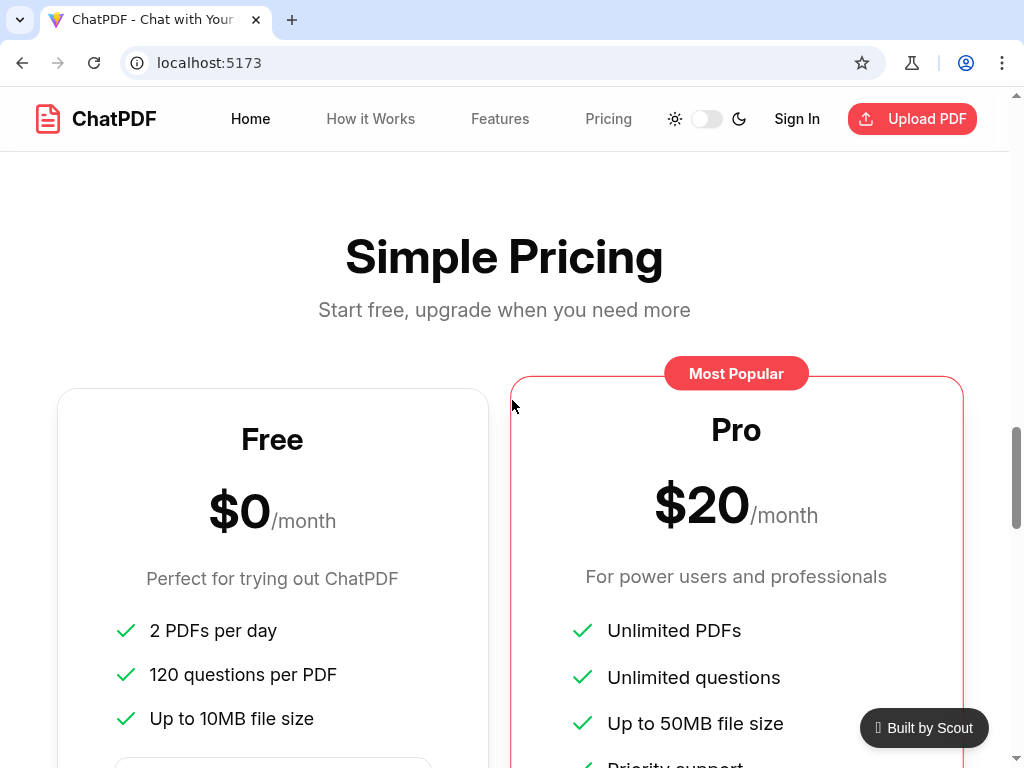 ChatPDF - Chat with Your
localhost:5173
ChatPDF
Home
How it Works
Features
Pricing
Sign In
Upload PDF
Simple Pricing
Start free, upgrade when you need more
Most Popular
Free
$0/month
Perfect for trying out ChatPDF
2 PDFs per day
120 questions per PDF
Up to 10MB file size
Pro
$20/month
For power users and professionals
Unlimited PDFs
Unlimited questions
Up to 50MB file size
Priority support
Built by Scout